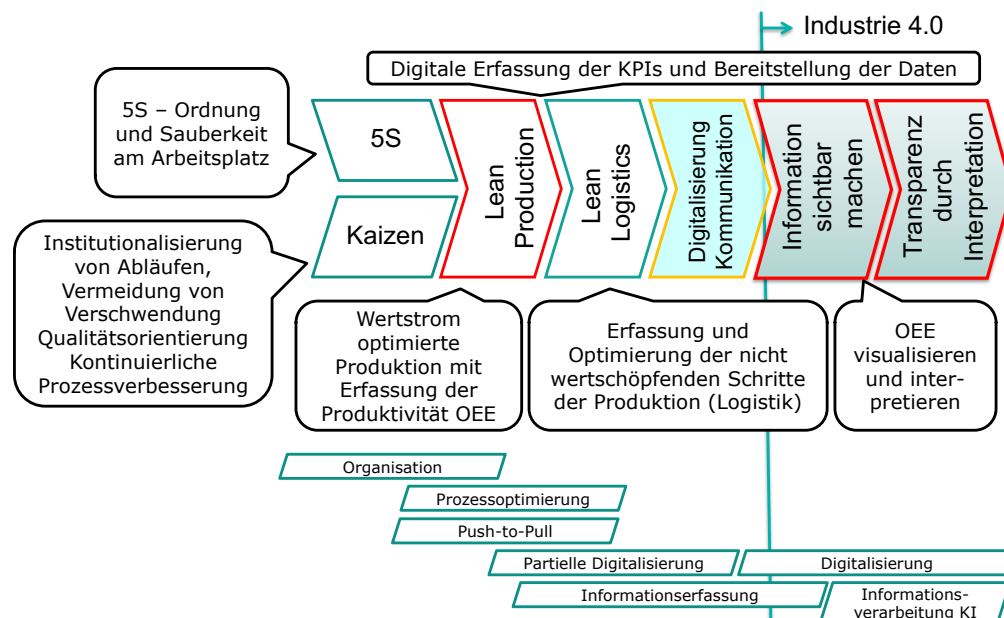 Industrie 4.0
Digitale Erfassung der KPIs und Bereitstellung der Daten
5S – Ordnung
und Sauberkeit
am Arbeitsplatz
5S
Kaizen
Lean
Production
Lean
Logistics
Digitalisierung
Kommunikation
Information
sichtbar
machen
Transparenz
durch
Interpretation
Institutionalisierung
von Abläufen,
Vermeidung von
Verschwendung
Qualitätsorientierung
Kontinuierliche
Prozessverbesserung
Wertstrom
optimierte
Produktion mit
Erfassung der
Produktivität OEE
Erfassung und
Optimierung der nicht
wertschöpfenden Schritte
der Produktion (Logistik)
OEE
visualisieren
und inter-
pretieren
Organisation
Prozessoptimierung
Push-to-Pull
Partielle Digitalisierung
Digitalisierung
Informationserfassung
Informations-
verarbeitung KI